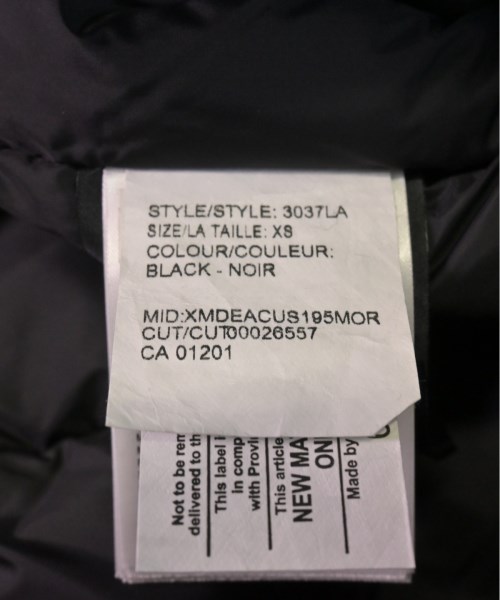 STYLE/STYLE: 3037LA
SIZE/LA TAILLE: XS
COLOUR/COULEUR:
BLACK - NOIR
MID:XMDEACUS195MOR
CUT/CUT00026557
CA 01201
Not to be rem
delivered to th
This label i
in comp
with Provi
This article
NEW MA
ON
Made by